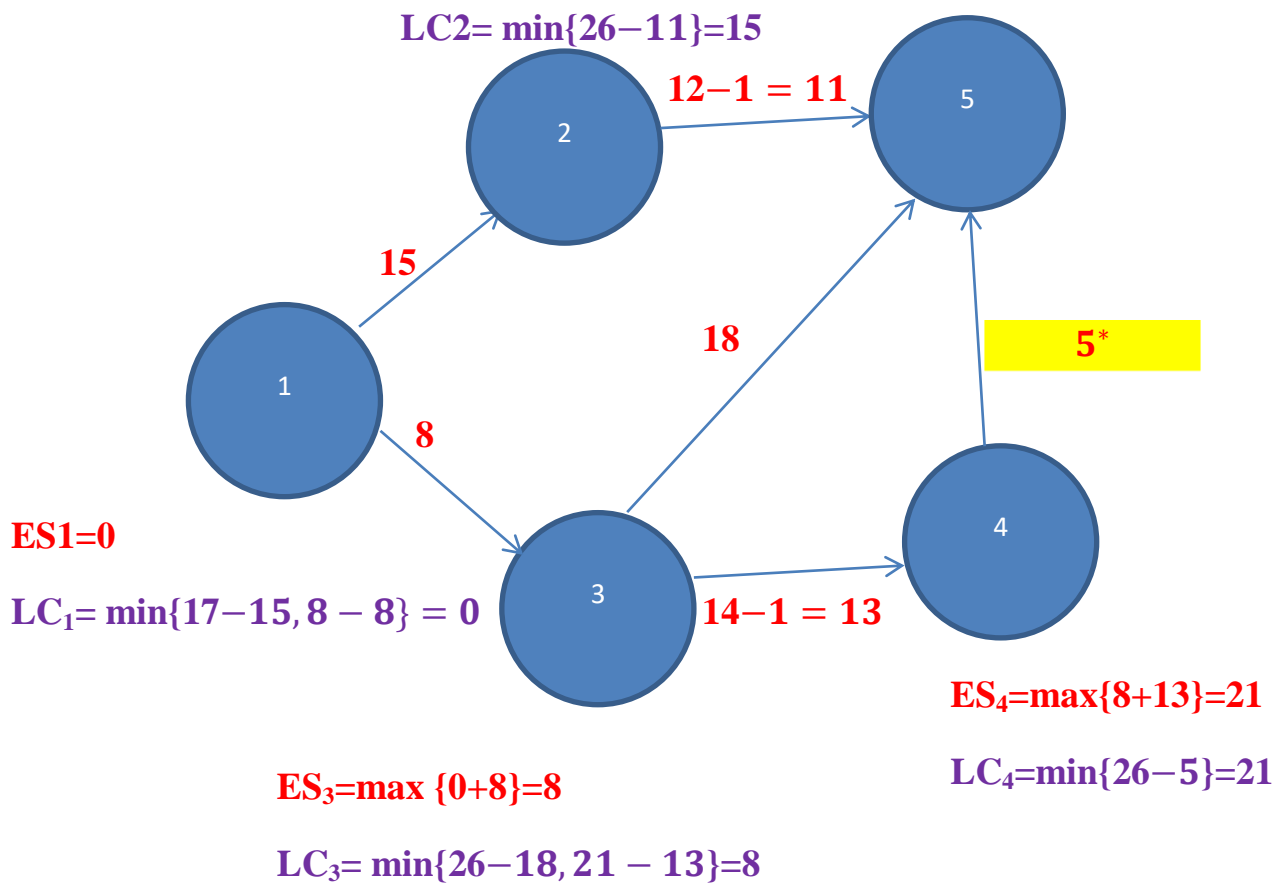 LC2= min{26−11}=15
12−1 = 11
5
2
15
18
5*
1
8
4
ES1=0
3
LC₁= min{17−15, 8 − 8} = 0
14−1 = 13
ES₄=max{8+13}=21
LC₄=min{26−5}=21
ES₃=max {0+8}=8
LC₃= min{26−18, 21 − 13}=8